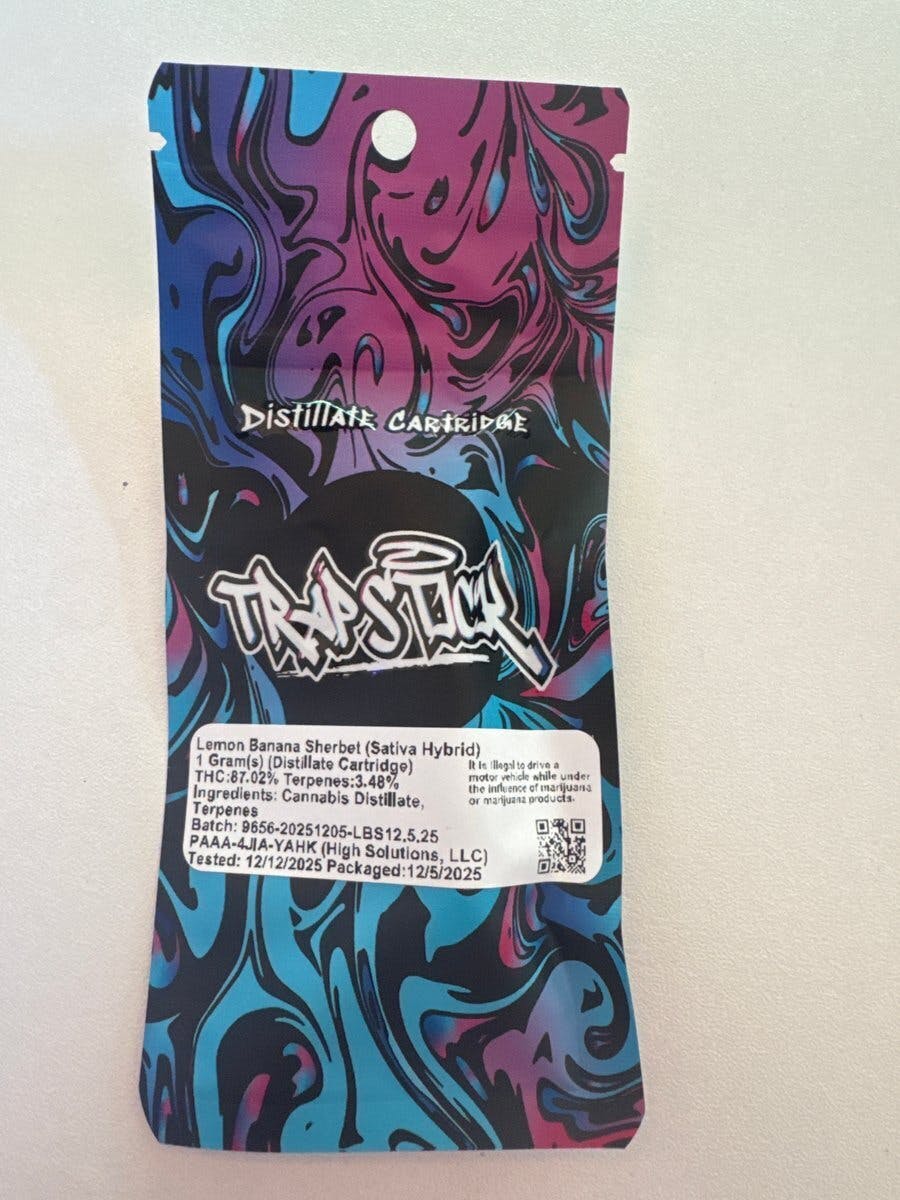 Distillate Cartridge
TRAP STICK
Lemon Banana Sherbet (Sativa Hybrid)
1 Gram(s) (Distillate Cartridge)
THC:87.02% Terpenes:3.48%
Ingredients: Cannabis Distillate,
Terpenes
Batch: 9656-20251205-LBS12.5.25
PAAA-4JIA-YAHK (High Solutions, LLC)
Tested: 12/12/2025 Packaged:12/5/2025
It is illegal to drive a
motor vehicle while under
the influence of marijuana
or marijuana products.